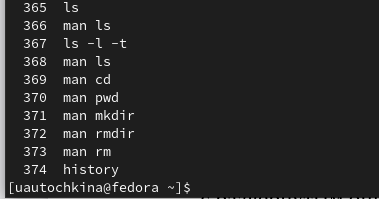 365 ls
366 man ls
367 ls -l -t
368 man ls
369 man cd
370 man pwd
371 man mkdir
372 man rmdir
373 man rm
374 history
[uautochkina@fedora ~]$